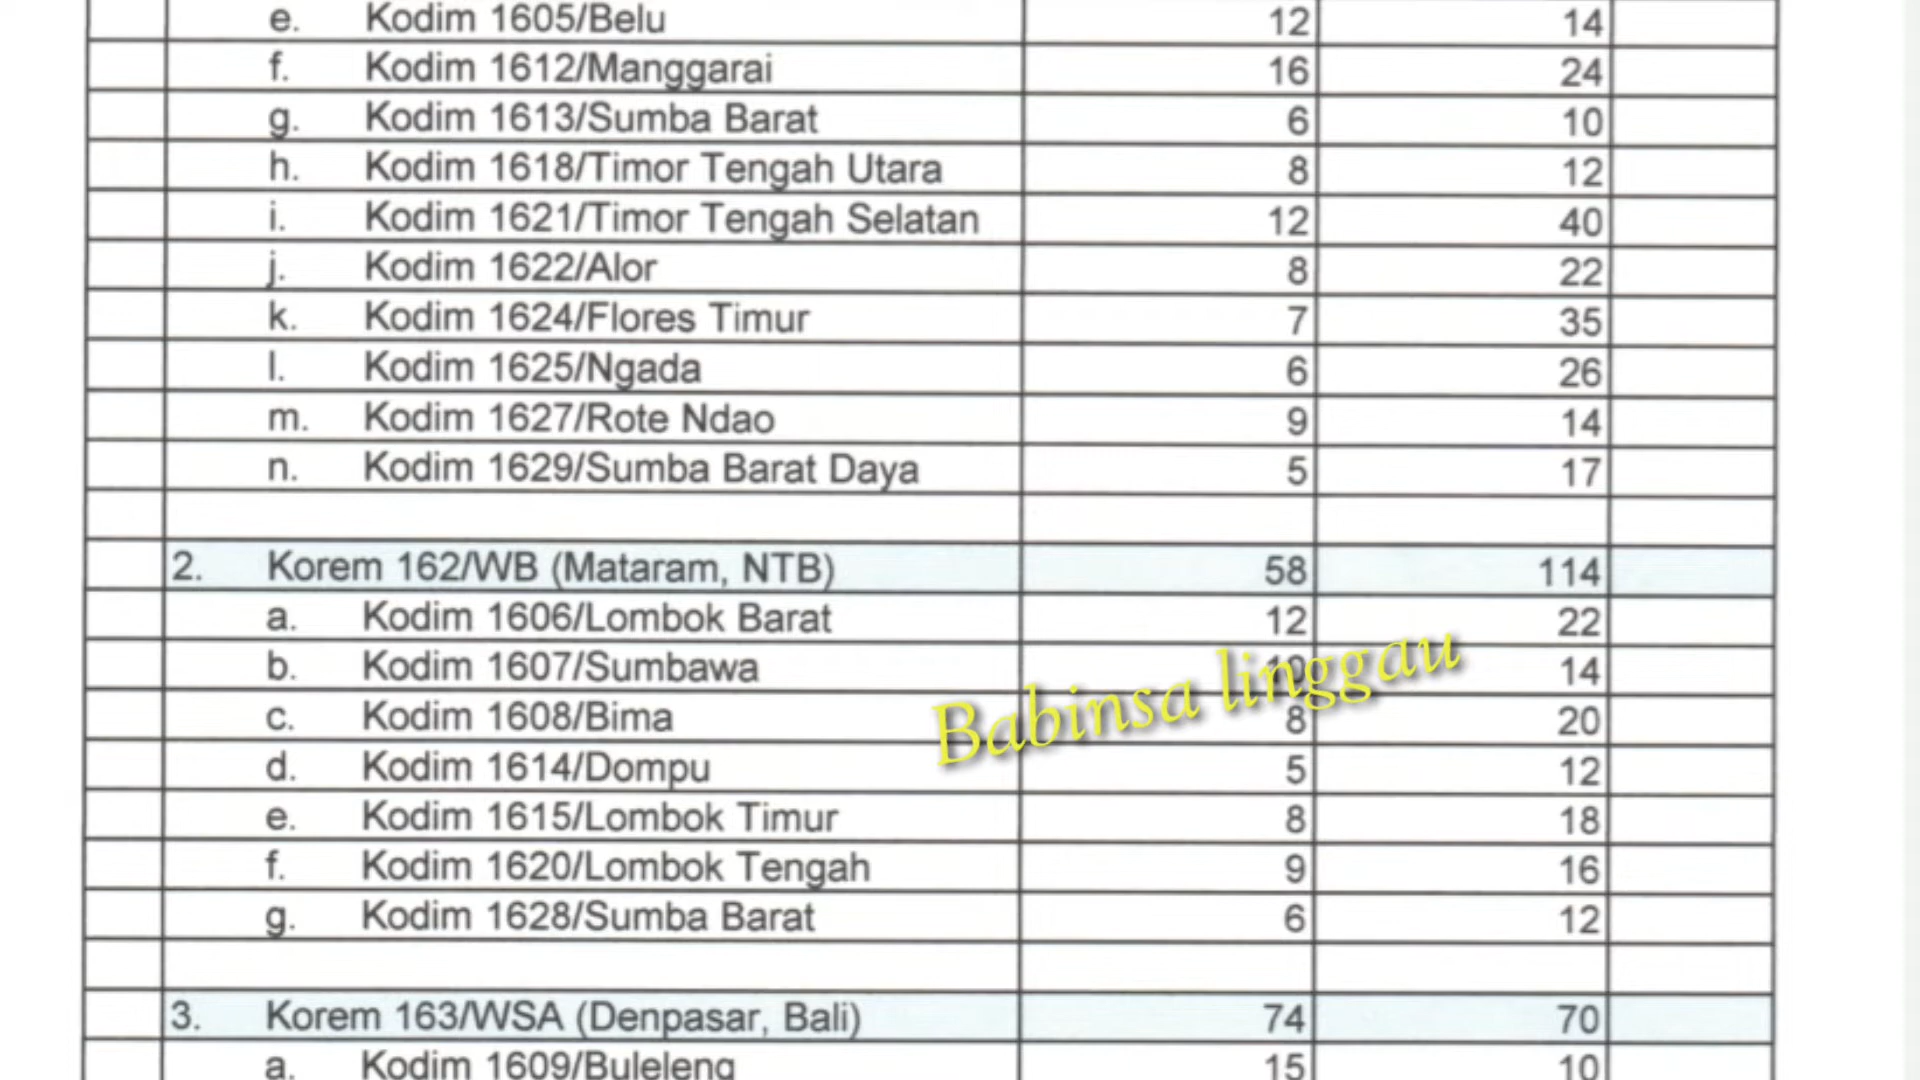 e. Kodim 1605/Belu 12 14
f. Kodim 1612/Manggarai 16 24
g. Kodim 1613/Sumba Barat 6 10
h. Kodim 1618/Timor Tengah Utara 8 12
i. Kodim 1621/Timor Tengah Selatan 12 40
j. Kodim 1622/Alor 8 22
k. Kodim 1624/Flores Timur 7 35
l. Kodim 1625/Ngada 6 26
m. Kodim 1627/Rote Ndao 9 14
n. Kodim 1629/Sumba Barat Daya 5 17
2. Korem 162/WB (Mataram, NTB) 58 114
a. Kodim 1606/Lombok Barat 12 22
b. Kodim 1607/Sumbawa 14
c. Kodim 1608/Bima 8 20
d. Kodim 1614/Dompu 5 12
e. Kodim 1615/Lombok Timur 8 18
f. Kodim 1620/Lombok Tengah 9 16
g. Kodim 1628/Sumba Barat 6 12
3. Korem 163/WSA (Denpasar, Bali) 74 70
a. Kodim 1609/Buleleng 15 10
Babinsa linggau